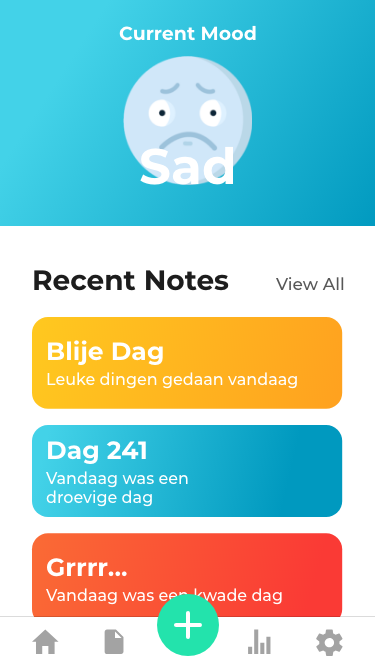 Current Mood
Sad
Recent Notes
View All
Blije Dag
Leuke dingen gedaan vandaag
Dag 241
Vandaag was een
droevige dag
Grrrr...
Vandaag was een kwade dag